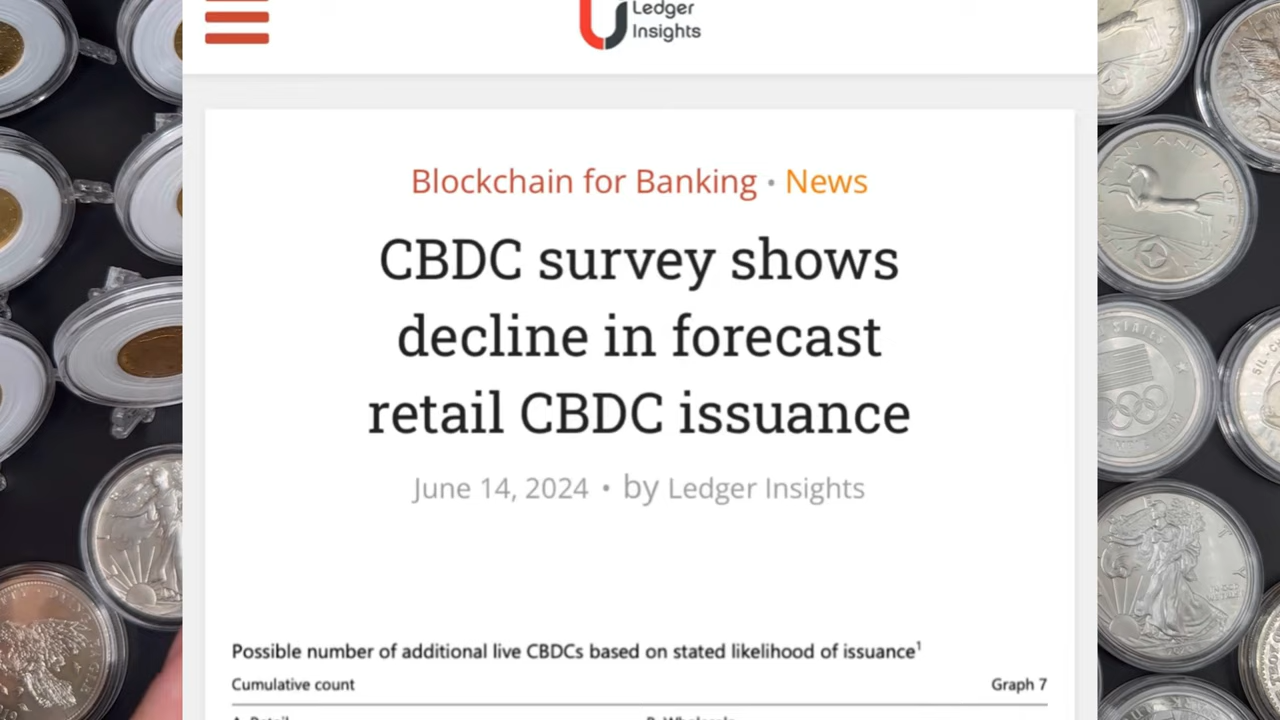 Ledger
Insights
Blockchain for Banking • News
CBDC survey shows
decline in forecast
retail CBDC issuance
June 14, 2024 • by Ledger Insights
Possible number of additional live CBDCs based on stated likelihood of issuance¹
Cumulative count Graph 7